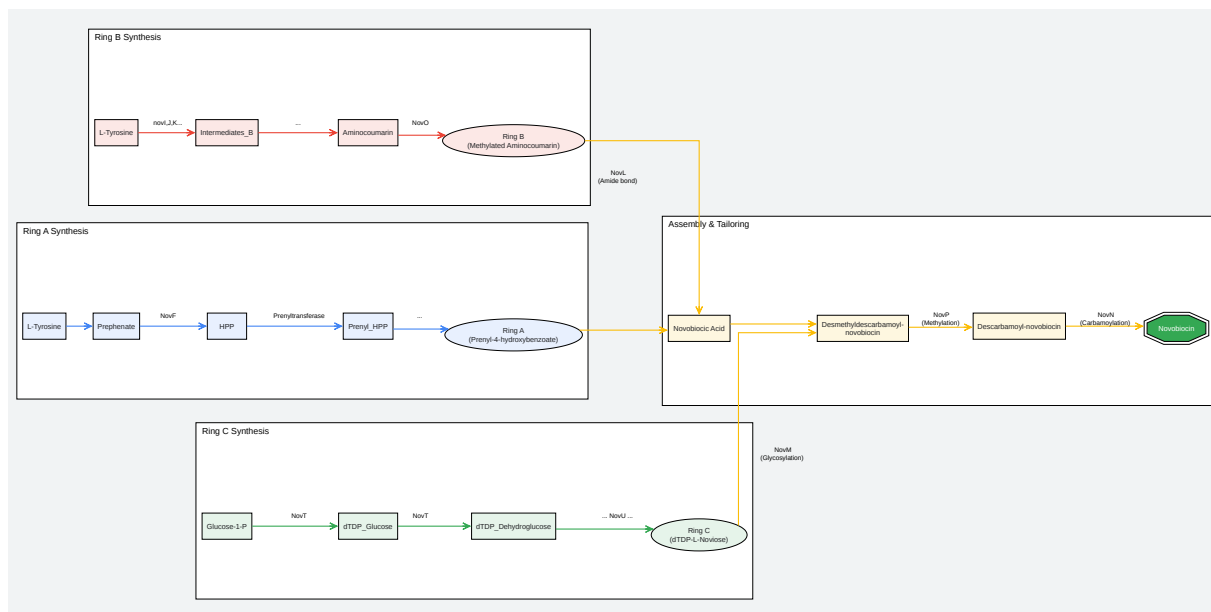 Ring B Synthesis
L-Tyrosine
novI,J,K...
Intermediates_B
...
Aminocoumarin
NovO
Ring B
(Methylated Aminocoumarin)
NovL
(Amide bond)
Ring A Synthesis
L-Tyrosine
Prephenate
NovF
HPP
Prenyltransferase
Prenyl_HPP
...
Ring A
(Prenyl-4-hydroxybenzoate)
Assembly & Tailoring
Novobiocic Acid
Desmethyldescarbamoyl-
novobiocin
NovP
(Methylation)
Descarbamoyl-novobiocin
NovN
(Carbamoylation)
Novobiocin
Ring C Synthesis
Glucose-1-P
NovT
dTDP_Glucose
NovT
dTDP_Dehydroglucose
... NovU ...
Ring C
(dTDP-L-Noviose)
NovM
(Glycosylation)